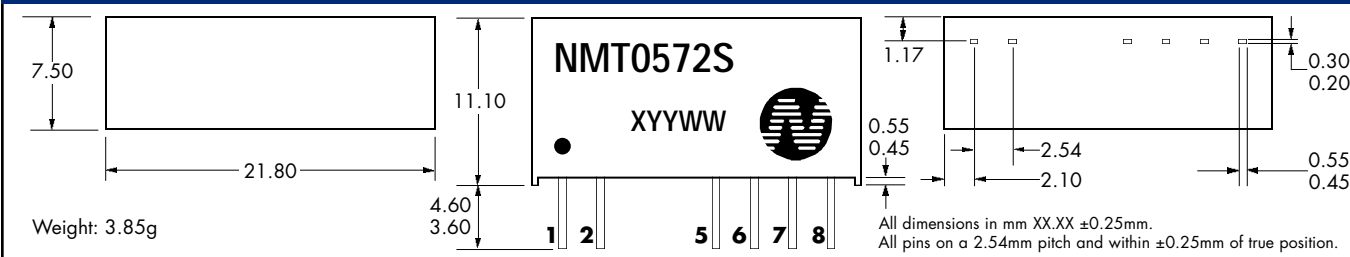 7.50
21.80
Weight: 3.85g
11.10
4.60
3.60
NMT0572S
XYYWW
1 2 5 6 7 8
0.55
0.45
1.17
0.30
0.20
2.54
2.10
0.55
0.45
All dimensions in mm XX.XX ±0.25mm.
All pins on a 2.54mm pitch and within ±0.25mm of true position.